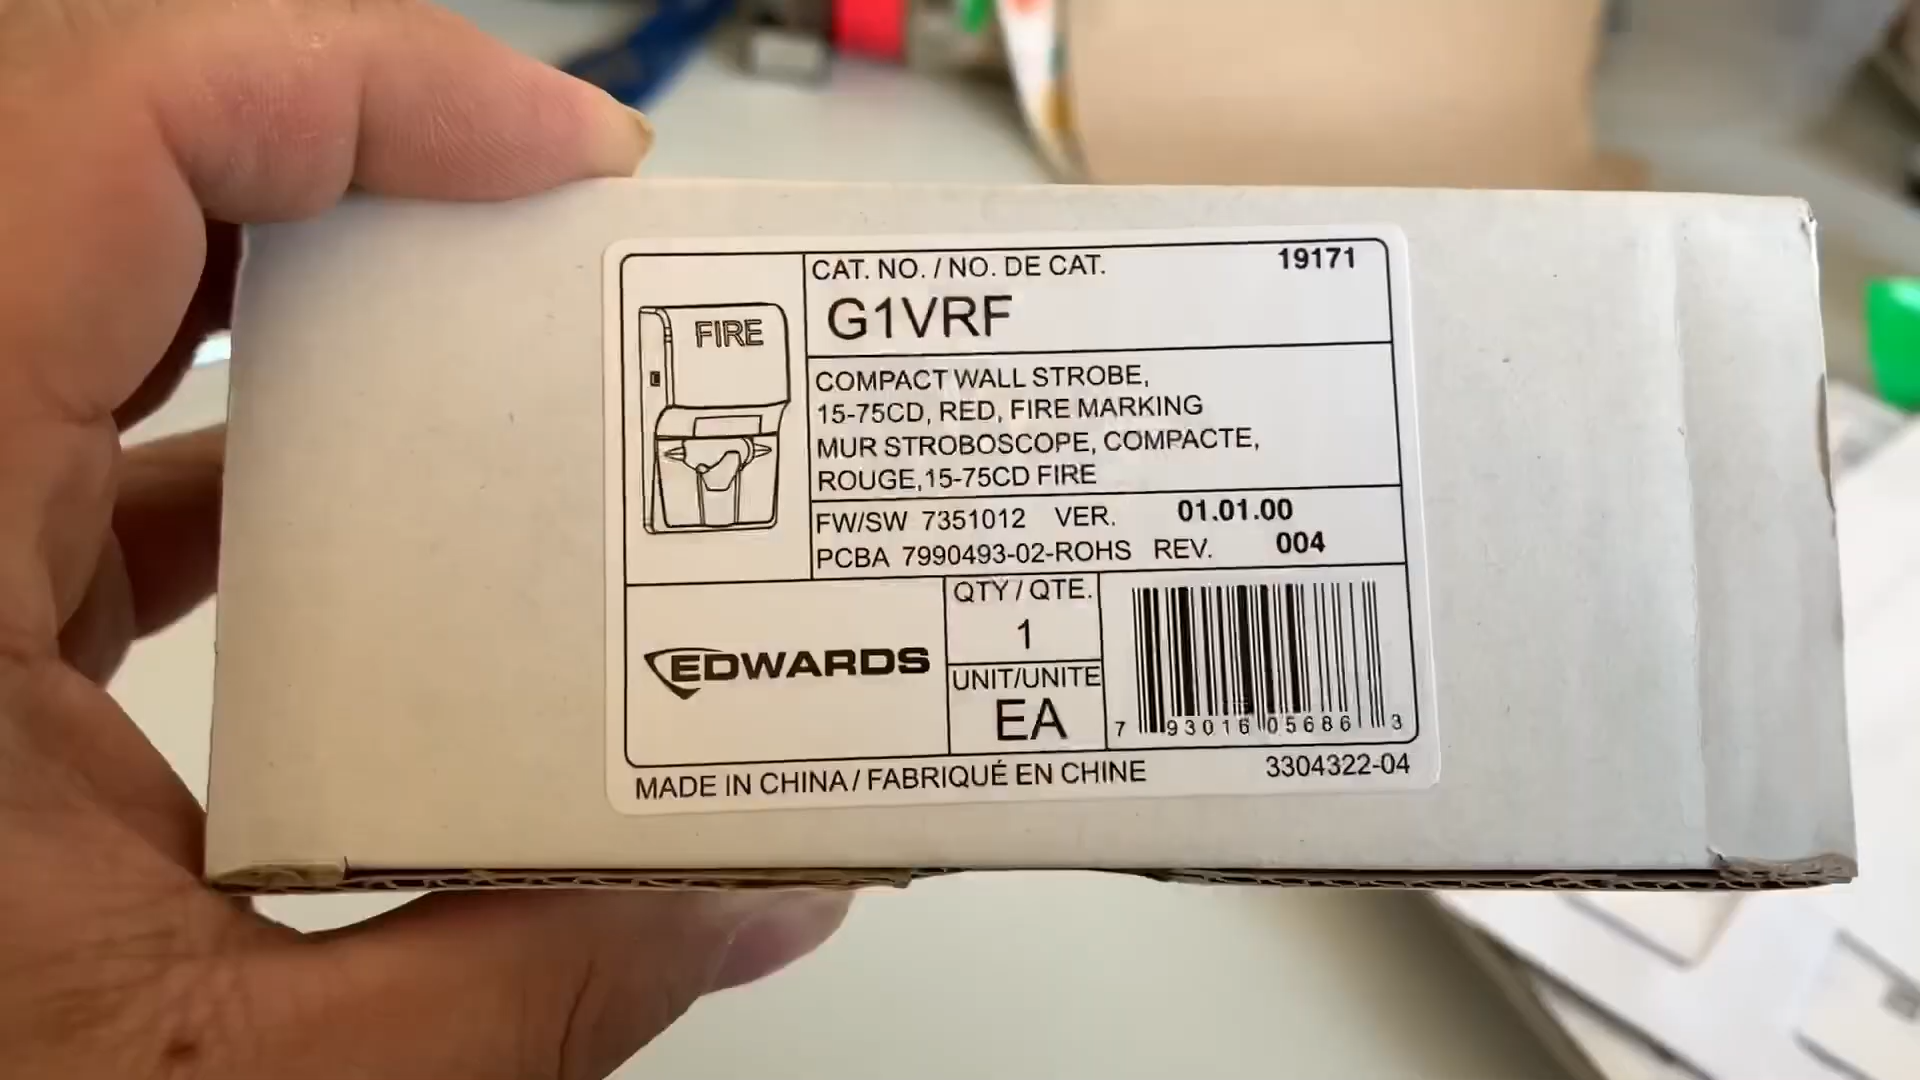 CAT. NO. / NO. DE CAT. 19171
G1VRF
FIRE
COMPACT WALL STROBE,
15-75CD, RED, FIRE MARKING
MUR STROBOSCOPE, COMPACTE,
ROUGE,15-75CD FIRE
FW/SW 7351012 VER. 01.01.00
PCBA 7990493-02-ROHS REV. 004
EDWARDS
QTY / QTE.
1
UNIT/UNITE
EA
7 93016 05686 3
MADE IN CHINA / FABRIQUÉ EN CHINE 3304322-04